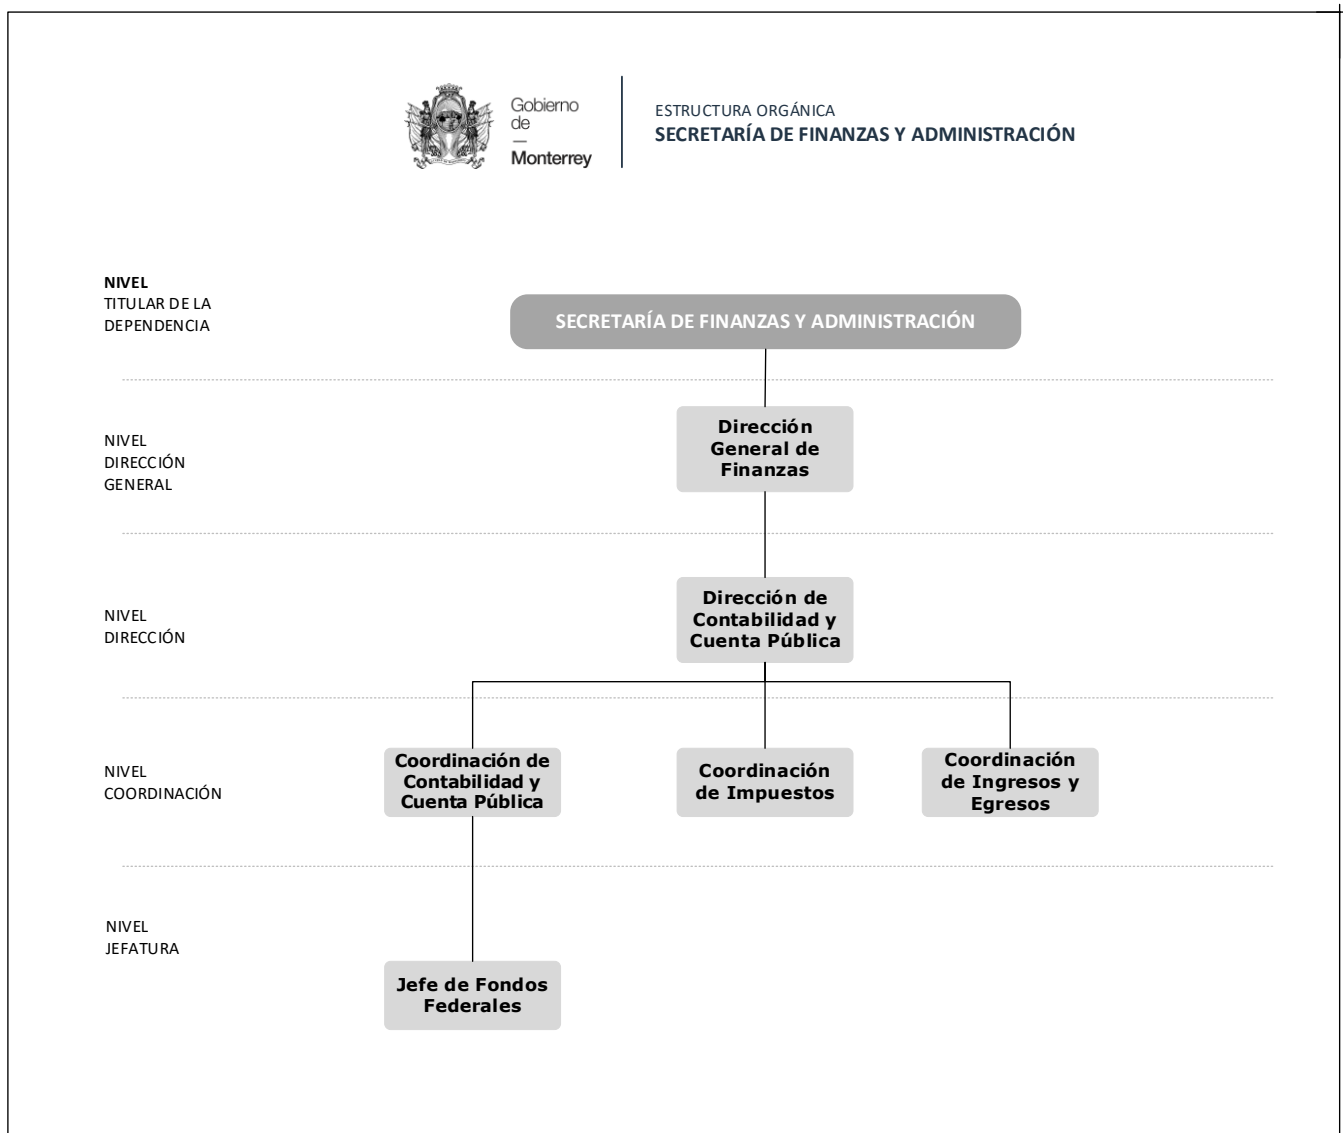 Gobierno
de
—
Monterrey
ESTRUCTURA ORGÁNICA
SECRETARÍA DE FINANZAS Y ADMINISTRACIÓN
NIVEL
TITULAR DE LA
DEPENDENCIA
SECRETARÍA DE FINANZAS Y ADMINISTRACIÓN
NIVEL
DIRECCIÓN
GENERAL
Dirección
General de
Finanzas
NIVEL
DIRECCIÓN
Dirección de
Contabilidad y
Cuenta Pública
NIVEL
COORDINACIÓN
Coordinación de
Contabilidad y
Cuenta Pública
Coordinación
de Impuestos
Coordinación
de Ingresos y
Egresos
NIVEL
JEFATURA
Jefe de Fondos
Federales